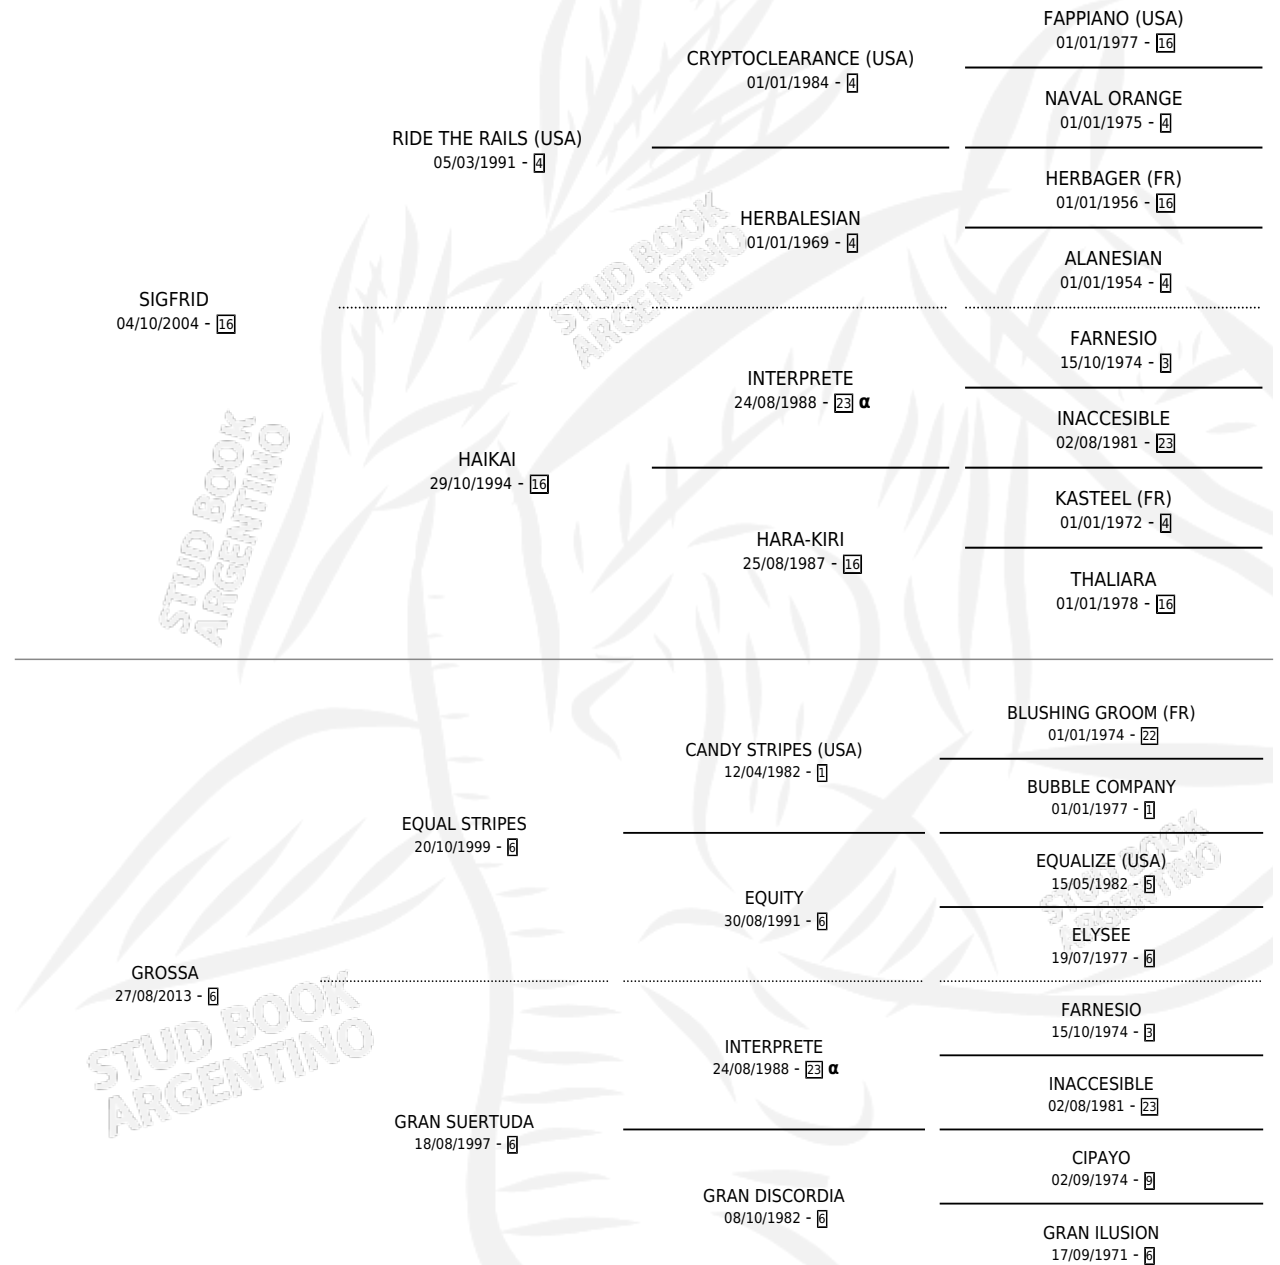 FAPPIANO (USA)
01/01/1977 - 16
CRYPTOCLEARANCE (USA)
01/01/1984 - 4
NAVAL ORANGE
01/01/1975 - 4
RIDE THE RAILS (USA)
05/03/1991 - 4
HERBAGER (FR)
01/01/1956 - 16
HERBALESIAN
01/01/1969 - 4
ALANESIAN
01/01/1954 - 4
SIGFRID
04/10/2004 - 16
STUD BOOK
ARGENTINO
FARNESIO
15/10/1974 - 3
INTERPRETE
24/08/1988 - 23 α
INACCESIBLE
02/08/1981 - 23
HAIKAI
29/10/1994 - 16
KASTEEL (FR)
01/01/1972 - 4
HARA-KIRI
25/08/1987 - 16
THALIARA
01/01/1978 - 16
STUD BOOK
ARGENTINO
BLUSHING GROOM (FR)
01/01/1974 - 22
CANDY STRIPES (USA)
12/04/1982 - 1
BUBBLE COMPANY
01/01/1977 - 1
EQUAL STRIPES
20/10/1999 - 6
EQUALIZE (USA)
15/05/1982 - 5
EQUITY
30/08/1991 - 6
STUD BOOK
ARGENTINO
ELYSEE
19/07/1977 - 6
GROSSA
27/08/2013 - 6
STUD BOOK
ARGENTINO
FARNESIO
15/10/1974 - 3
INTERPRETE
24/08/1988 - 23 α
INACCESIBLE
02/08/1981 - 23
GRAN SUERTUDA
18/08/1997 - 6
CIPAYO
02/09/1974 - 9
GRAN DISCORDIA
08/10/1982 - 6
GRAN ILUSION
17/09/1971 - 6